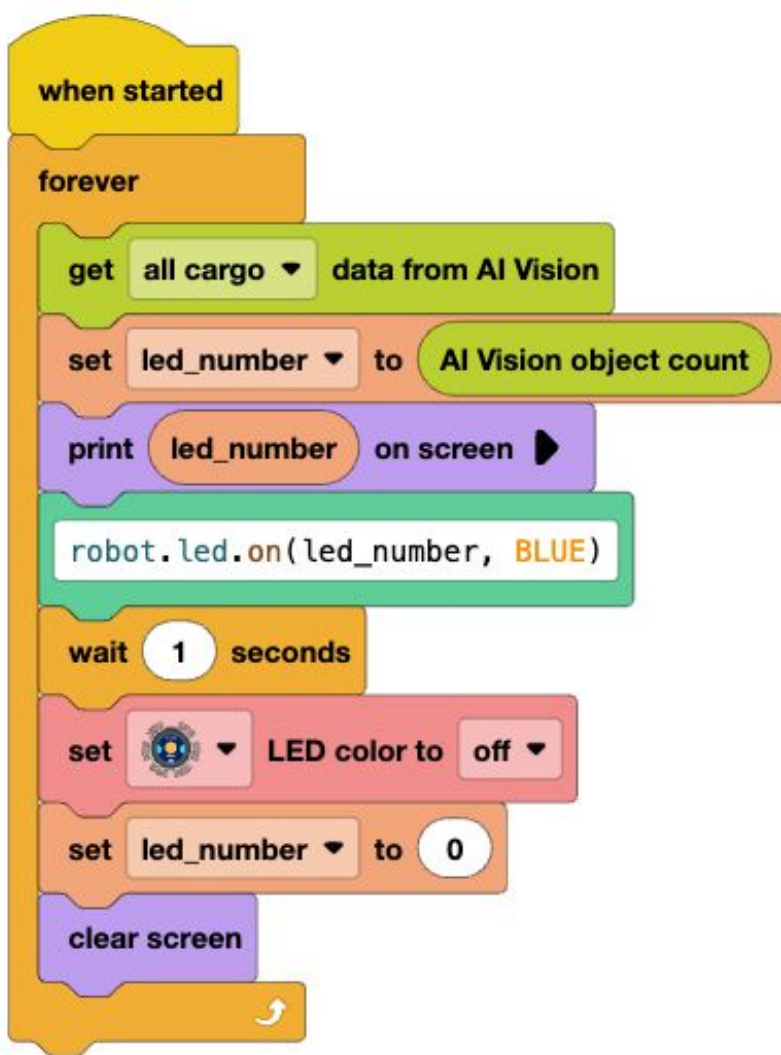 when started
forever
get all cargo data from AI Vision
set led_number to AI Vision object count
print led_number on screen
robot.led.on(led_number, BLUE)
wait 1 seconds
set LED color to off
set led_number to 0
clear screen